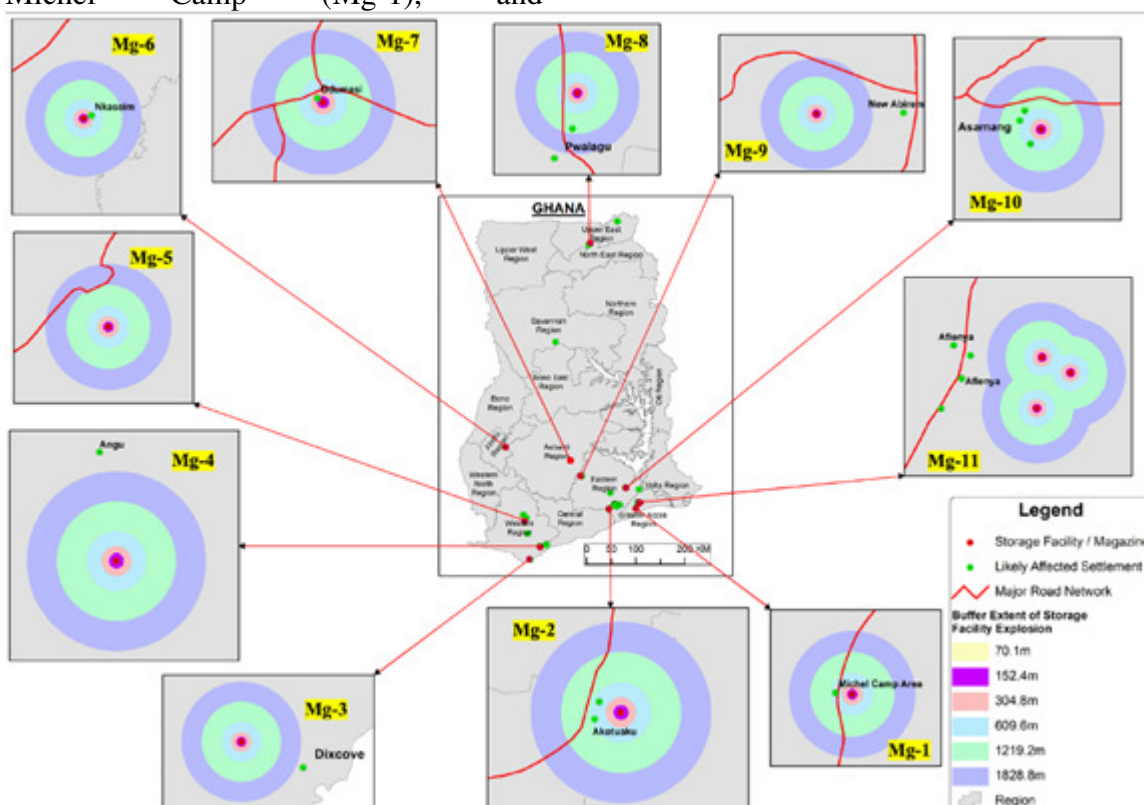 Michel Camp (Mg-1), and
Mg-6
Nkasoim
Mg-7
Odumasi
Mg-8
Pwalagu
Mg-9
New Abirem
Mg-10
Asamang
Mg-5
GHANA
Upper East
Region
Upper West
Region
North East Region
Northern
Region
Savannah
Region
Bono East
Region
Oti Region
Bono
Region
Ashanti
Region
Western
North
Region
Eastern
Region
Volta Region
Central
Region
Greater Accra
Region
Western
Region
0 50 100 200 KM
Mg-11
Afienya
Afienya
Mg-4
Angu
Mg-3
Dixcove
Mg-2
Akotuaku
Mg-1
Michel Camp Area
Legend
Storage Facility / Magazine
Likely Affected Settlement
Major Road Network
Buffer Extent of Storage
Facility Explosion
70.1m
152.4m
304.8m
609.6m
1219.2m
1828.8m
Region